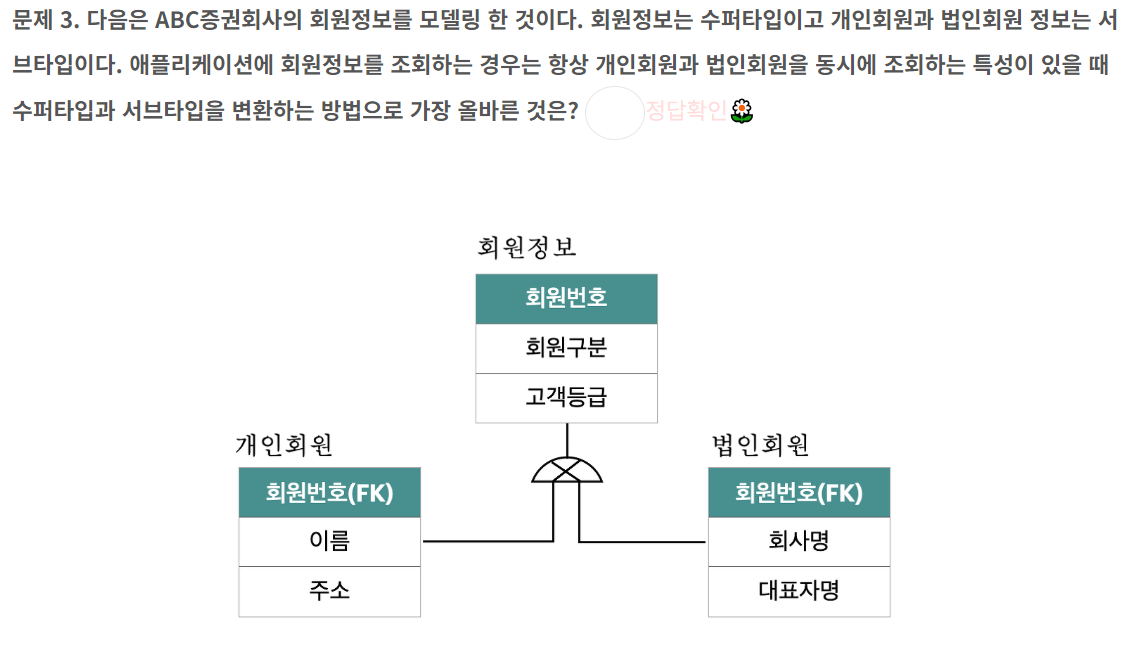 문제 3. 다음은 ABC증권회사의 회원정보를 모델링 한 것이다. 회원정보는 수퍼타입이고 개인회원과 법인회원 정보는 서
브타입이다. 애플리케이션에 회원정보를 조회하는 경우는 항상 개인회원과 법인회원을 동시에 조회하는 특성이 있을 때
수퍼타입과 서브타입을 변환하는 방법으로 가장 올바른 것은? 정답확인
회원정보
회원번호
회원구분
고객등급
개인회원
회원번호(FK)
이름
주소
법인회원
회원번호(FK)
회사명
대표자명